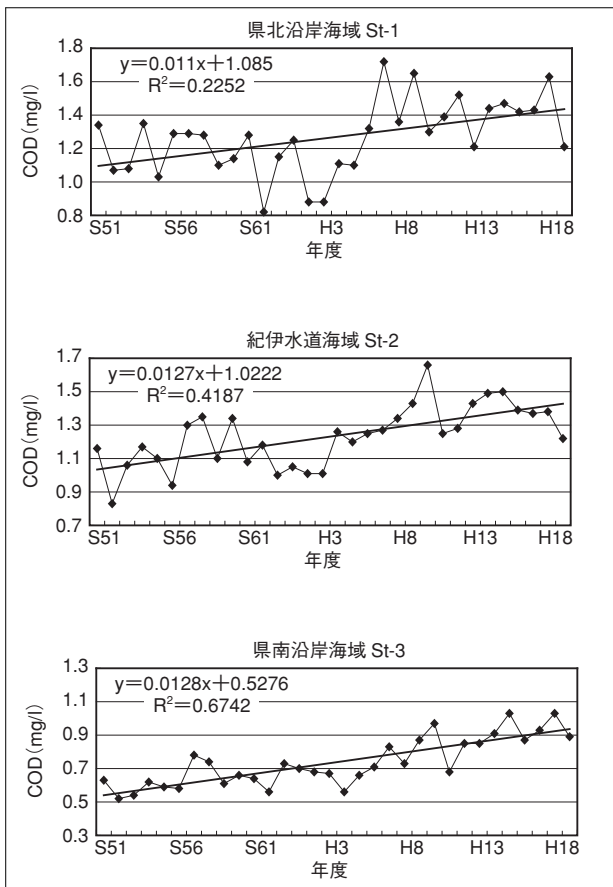 県北沿岸海域 St-1
y=0.011x+1.085
R²=0.2252
COD(mg/l)
1.8
1.6
1.4
1.2
1.0
0.8
S51 S56 S61 H3 H8 H13 H18
年度
紀伊水道海域 St-2
y=0.0127x+1.0222
R²=0.4187
COD(mg/l)
1.7
1.5
1.3
1.1
0.9
0.7
S51 S56 S61 H3 H8 H13 H18
年度
県南沿岸海域 St-3
y=0.0128x+0.5276
R²=0.6742
COD(mg/l)
1.3
1.1
0.9
0.7
0.5
0.3
S51 S56 S61 H3 H8 H13 H18
年度